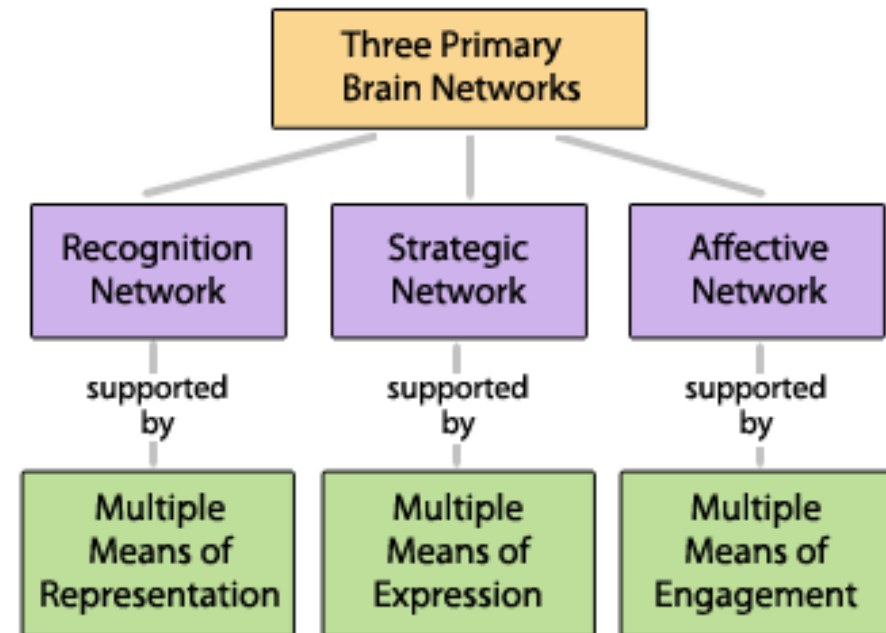 Three Primary
Brain Networks
Recognition
Network
Strategic
Network
Affective
Network
supported
by
supported
by
supported
by
Multiple
Means of
Representation
Multiple
Means of
Expression
Multiple
Means of
Engagement